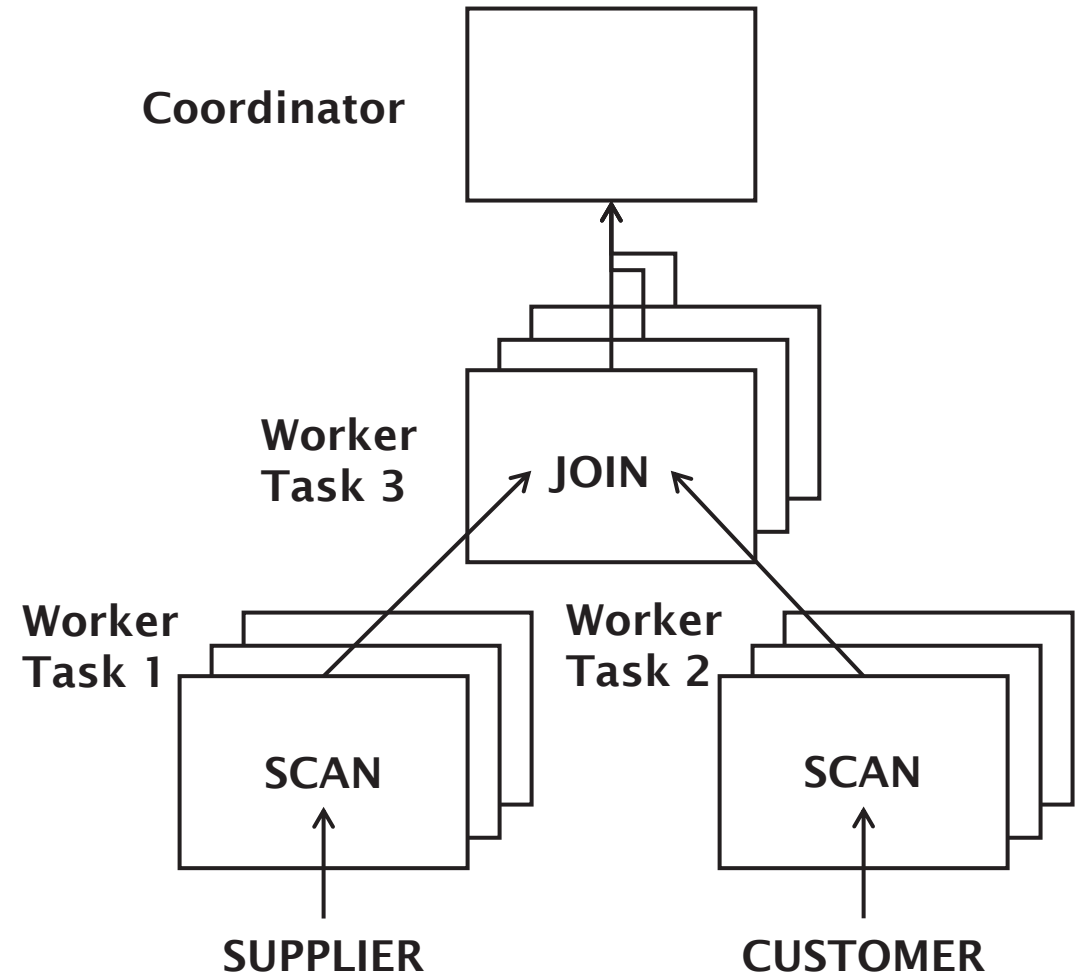 Coordinator
Worker
Task 3
JOIN
Worker
Task 1
Worker
Task 2
SCAN
SCAN
SUPPLIER
CUSTOMER